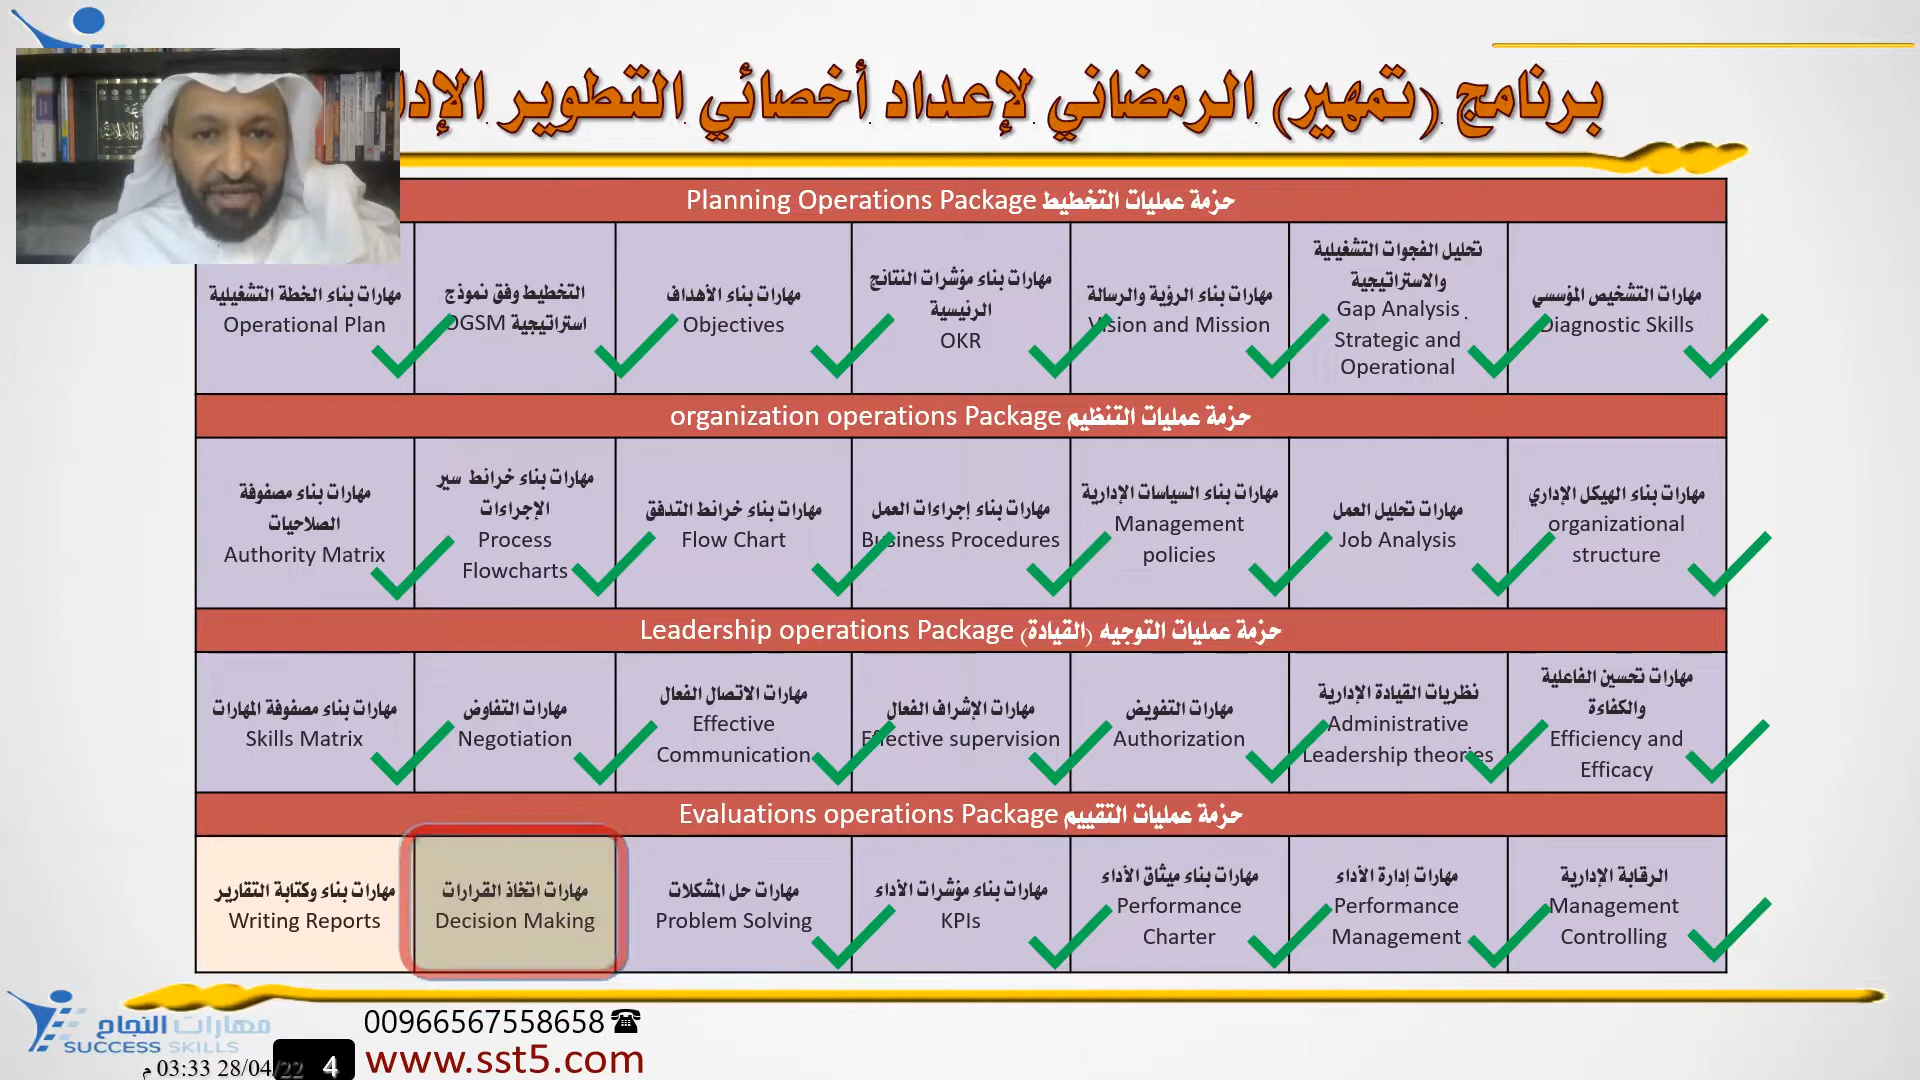 برنامج (تمهير) الرمضاني لإعداد أخصائي التطوير
حزمة عمليات التخطيط Planning Operations Package
مهارات التشخيص المؤسسي
Diagnostic Skills
تحليل الفجوات التشغيلية
والاستراتيجية
Gap Analysis
Strategic and
Operational
مهارات بناء الرؤية والرسالة
Vision and Mission
مهارات بناء مؤشرات النتائج
الرئيسية
OKR
مهارات بناء الأهداف
Objectives
التخطيط وفق نموذج
استراتيجية OGSM
مهارات بناء الخطة التشغيلية
Operational Plan
حزمة عمليات التنظيم organization operations Package
مهارات بناء الهيكل الإداري
organizational
structure
مهارات تحليل العمل
Job Analysis
مهارات بناء السياسات الإدارية
Management
policies
مهارات بناء إجراءات العمل
Business Procedures
مهارات بناء خرائط التدفق
Flow Chart
مهارات بناء خرائط سير
الإجراءات
Process
Flowcharts
مهارات بناء مصفوفة
الصلاحيات
Authority Matrix
حزمة عمليات التوجيه (القيادة) Leadership operations Package
مهارات تحسين الفاعلية
والكفاءة
Efficiency and
Efficacy
نظريات القيادة الإدارية
Administrative
Leadership theories
مهارات التفويض
Authorization
مهارات الإشراف الفعال
Effective supervision
مهارات الاتصال الفعال
Effective
Communication
مهارات التفاوض
Negotiation
مهارات بناء مصفوفة المهارات
Skills Matrix
حزمة عمليات التقييم Evaluations operations Package
الرقابة الإدارية
Management
Controlling
مهارات إدارة الأداء
Performance
Management
مهارات بناء ميثاق الأداء
Performance
Charter
مهارات بناء مؤشرات الأداء
KPIs
مهارات حل المشكلات
Problem Solving
مهارات اتخاذ القرارات
Decision Making
مهارات بناء وكتابة التقارير
Writing Reports
مهارات النجاح
SUCCESS SKILLS
00966567558658
www.sst5.com
28/04/22 03:33 م
4